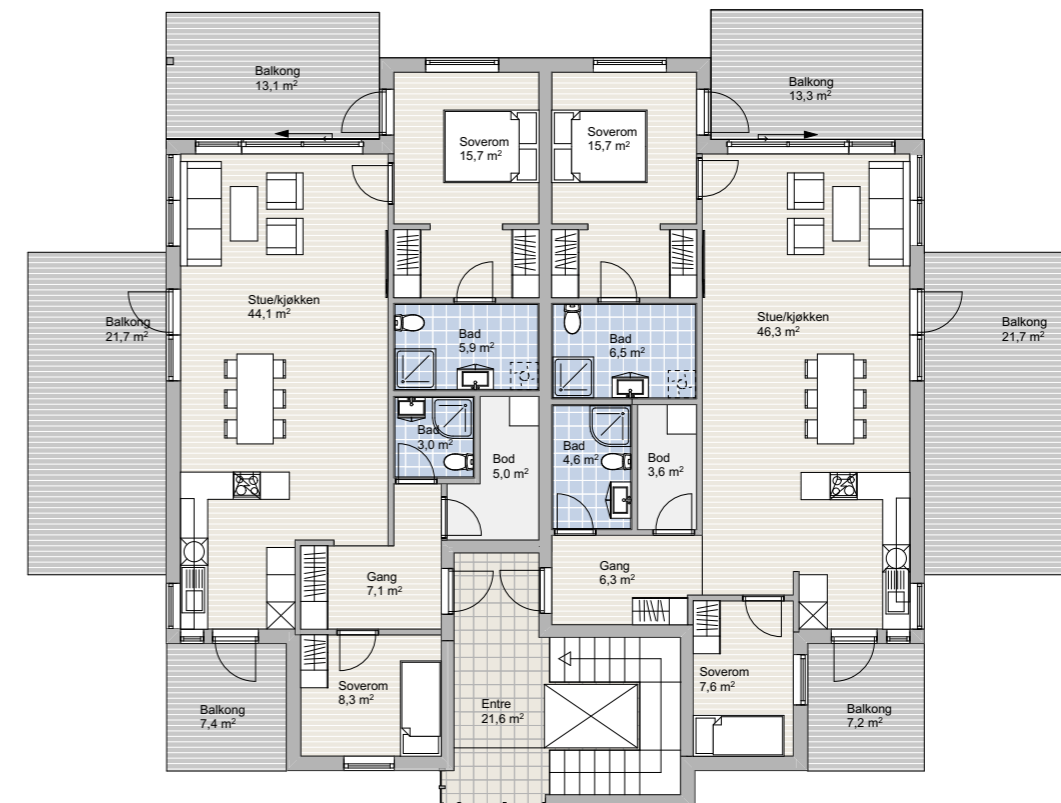 Balkong
13,1 m²
Balkong
13,3 m²
Soverom
15,7 m²
Soverom
15,7 m²
Stue/kjøkken
44,1 m²
Stue/kjøkken
46,3 m²
Balkong
21,7 m²
Balkong
21,7 m²
Bad
5,9 m²
Bad
6,5 m²
Bad
3,0 m²
Bod
5,0 m²
Bad
4,6 m²
Bod
3,6 m²
Gang
7,1 m²
Gang
6,3 m²
Soverom
8,3 m²
Soverom
7,6 m²
Entre
21,6 m²
Balkong
7,4 m²
Balkong
7,2 m²